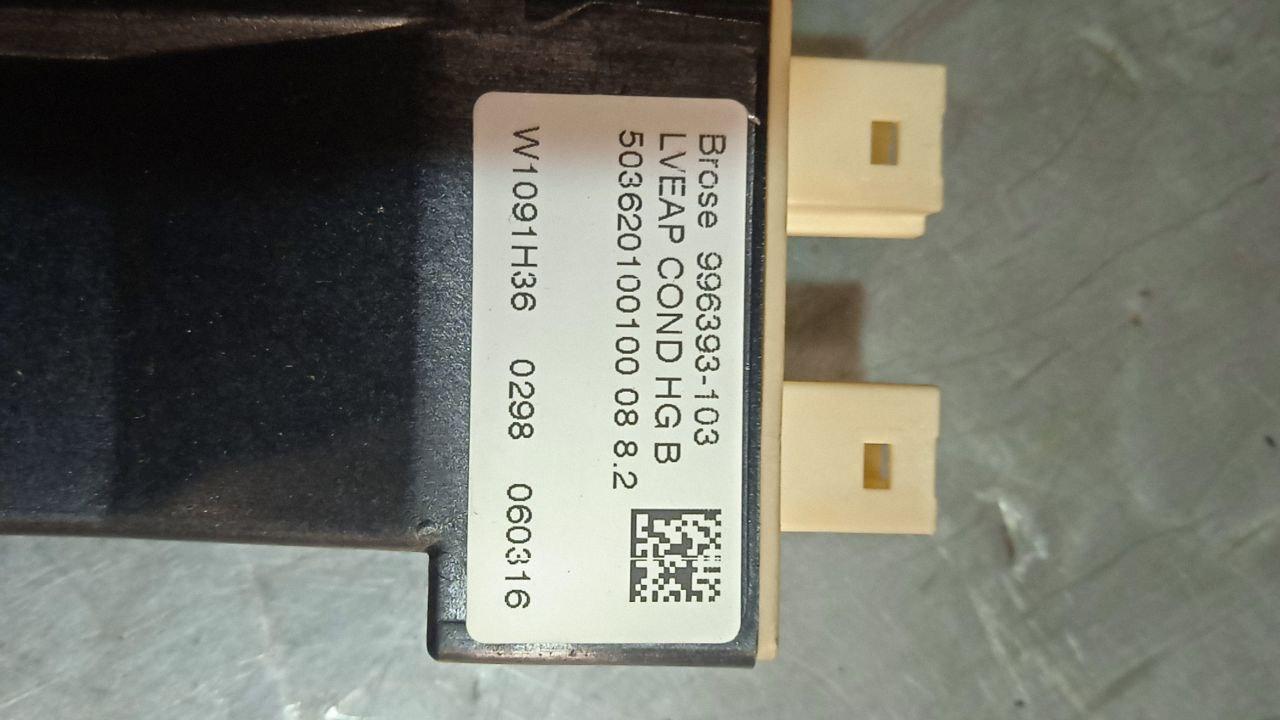 Brose 996393-103
LVEAP COND HG B
503620100100 08 8.2
W1091H36 0298 060316